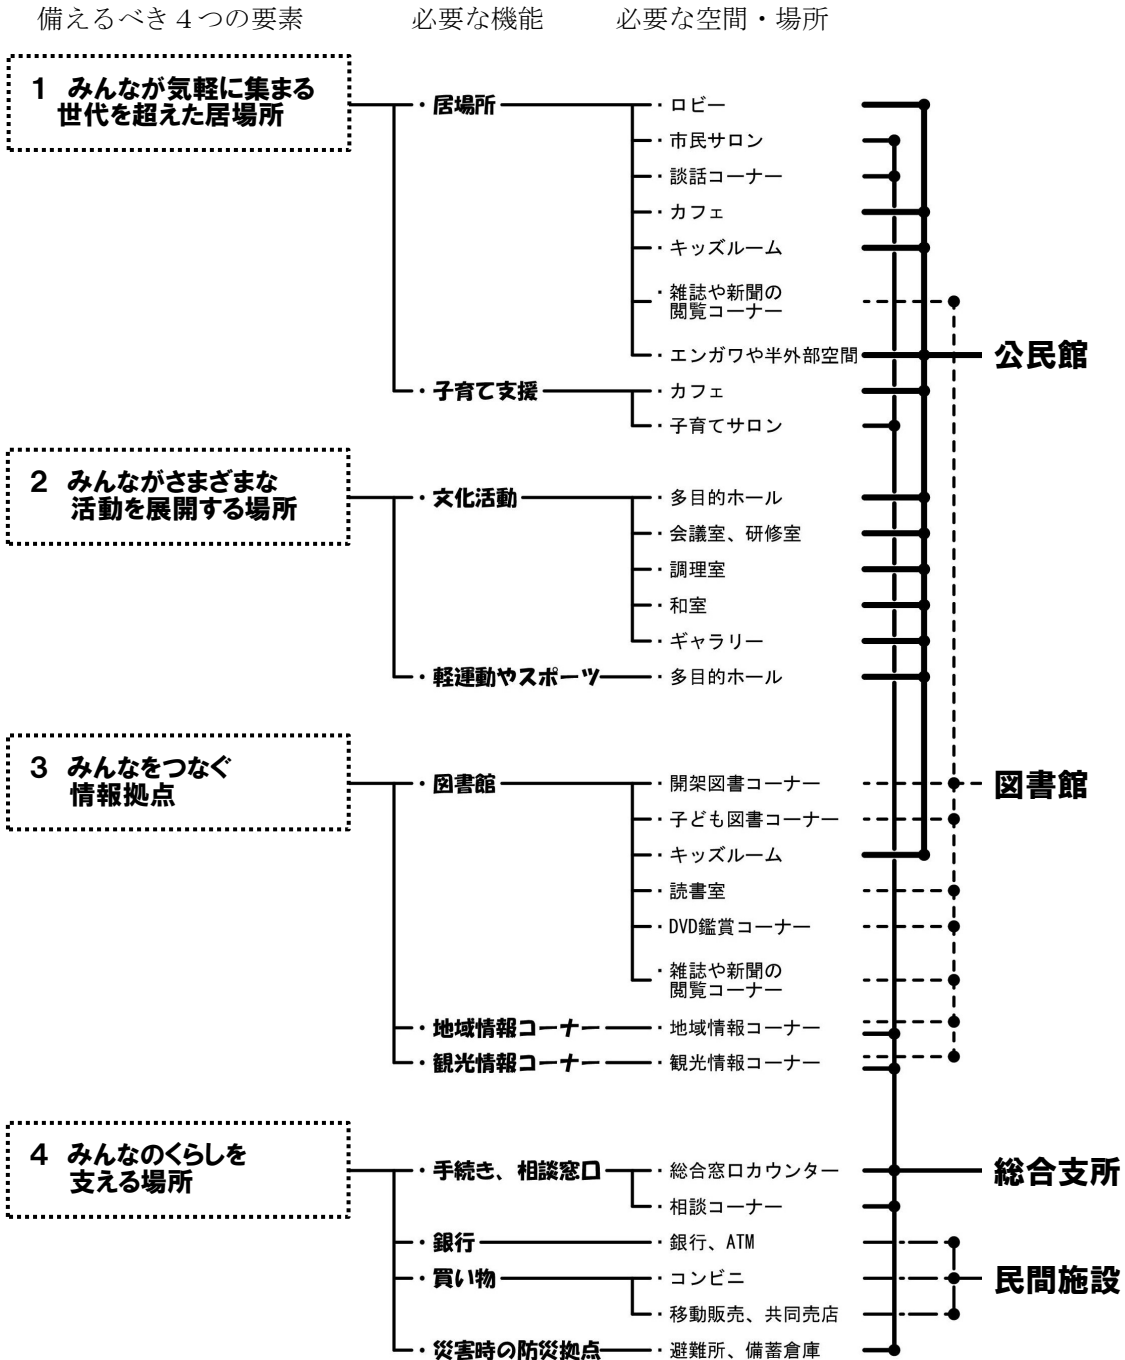 備えるべき４つの要素　必要な機能　必要な空間・場所
1 みんなが気軽に集まる
世代を超えた居場所
・居場所
・ロビー
・市民サロン
・談話コーナー
・カフェ
・キッズルーム
・雑誌や新聞の
閲覧コーナー
・エンガワや半外部空間
公民館
・子育て支援
・カフェ
・子育てサロン
2 みんながさまざまな
活動を展開する場所
・文化活動
・多目的ホール
・会議室、研修室
・調理室
・和室
・ギャラリー
・軽運動やスポーツ
・多目的ホール
3 みんなをつなぐ
情報拠点
・図書館
・開架図書コーナー
図書館
・子ども図書コーナー
・キッズルーム
・読書室
・DVD鑑賞コーナー
・雑誌や新聞の
閲覧コーナー
・地域情報コーナー
・地域情報コーナー
・観光情報コーナー
・観光情報コーナー
4 みんなのくらしを
支える場所
・手続き、相談窓口
・総合窓口カウンター
総合支所
・相談コーナー
・銀行
・銀行、ATM
・買い物
・コンビニ
民間施設
・移動販売、共同売店
・災害時の防災拠点
・避難所、備蓄倉庫